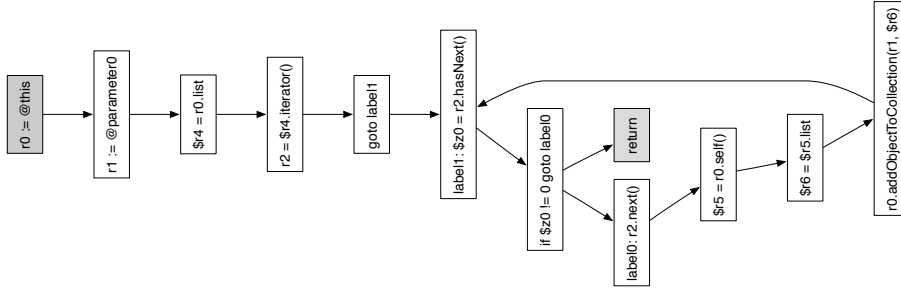 r0 := @this
r1 := @parameter0
$r4 = r0.list
r2 = $r4.iterator()
goto label1
label1: $z0 = r2.hasNext()
if $z0 != 0 goto label0
return
label0: r2.next()
$r5 = r0.self()
$r6 = $r5.list
r0.addObjectToCollection(r1, $r6)